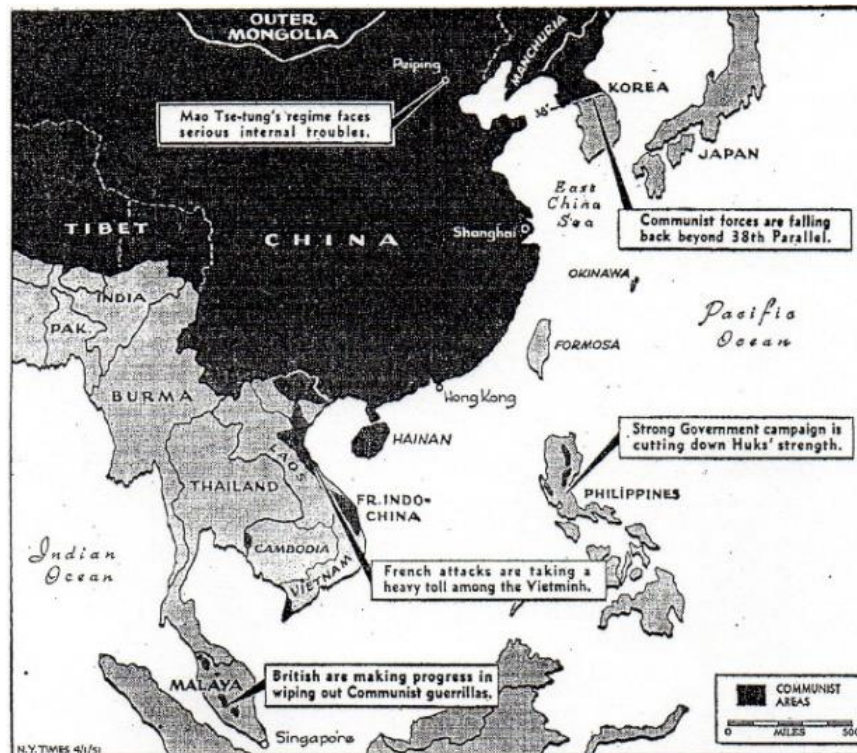 OUTER
MONGOLIA
Peiping
MANCHURIA
KOREA
38°
JAPAN
Mao Tse-tung's regime faces
serious internal troubles.
East
China
Sea
Communist forces are falling
back beyond 38th Parallel.
TIBET
CHINA
Shanghai
OKINAWA
INDIA
PAK.
Pacific
Ocean
FORMOSA
BURMA
Hong Kong
HAINAN
Strong Government campaign is
cutting down Huks' strength.
LAOS
THAILAND
PHILIPPINES
FR. INDO-
CHINA
Indian
Ocean
CAMBODIA
VIETNAM
French attacks are taking a
heavy toll among the Vietminh.
MALAYA
British are making progress in
wiping out Communist guerrillas.
COMMUNIST
AREAS
0 MILES 500
Singapore
N.Y. TIMES 4/1/51